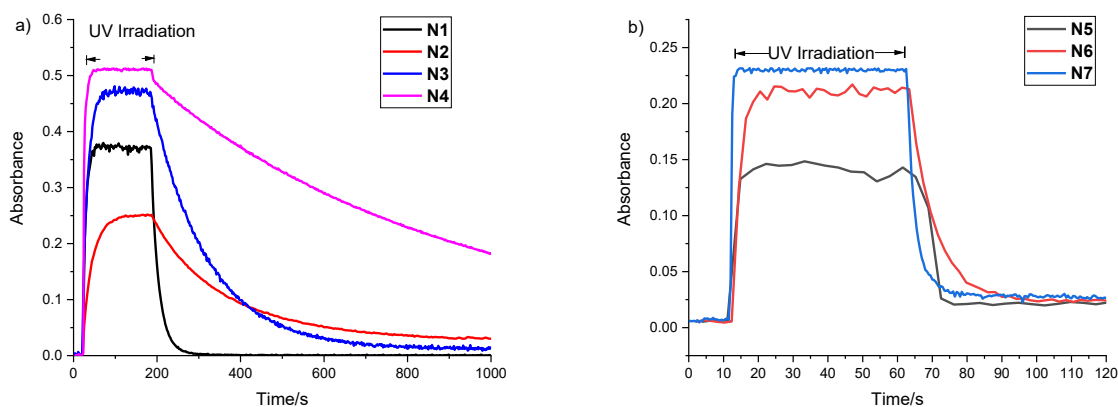 a)
UV Irradiation
N1
N2
N3
N4
Absorbance
0.6
0.5
0.4
0.3
0.2
0.1
0.0
0 200 400 600 800 1000
Time/s
b)
UV Irradiation
N5
N6
N7
Absorbance
0.25
0.20
0.15
0.10
0.05
0.00
0 10 20 30 40 50 60 70 80 90 100 110 120
Time/s